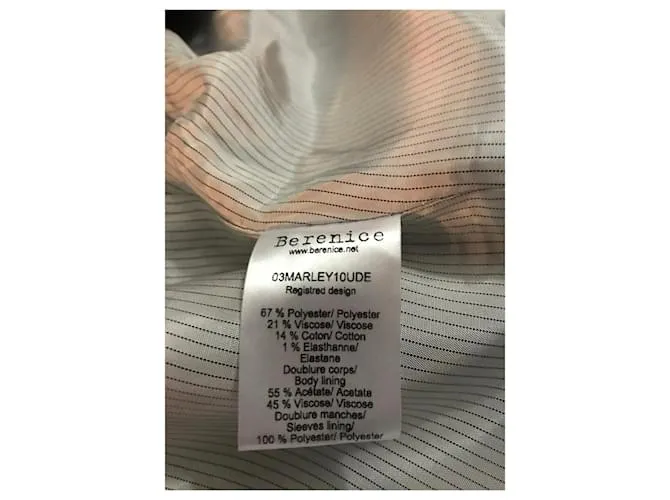 Berenice
www.berenice.net
03MARLEY10UDE
Registred design
67 % Polyester/ Polyester
21 % Viscose/ Viscose
14 % Coton/ Cotton
1 % Elasthanne/
Elastane
Doublure corps/
Body lining
55 % Acétate/ Acetate
45 % Viscose/ Viscose
Doublure manches/
Sleeves lining/
100 % Polyester/ Polyester